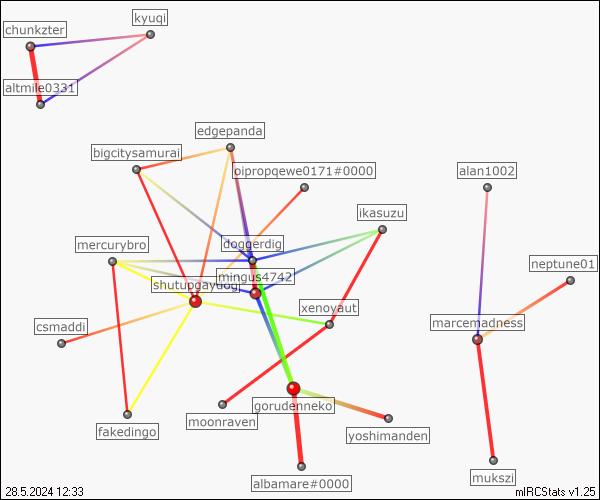 kyuqi
chunkzter
altmile0331
edgepanda
bigcitysamurai
oipropqewe0171#0000
alan1002
ikasuzu
mercurybro
doggerdig
neptune01
mingus4742
xenoyaut
csmaddi
marcemadness
gorudenneko
moonraven
fakedingo
yoshimanden
mukszi
albamare#0000
28.5.2024 12:33
mIRCStats v1.25